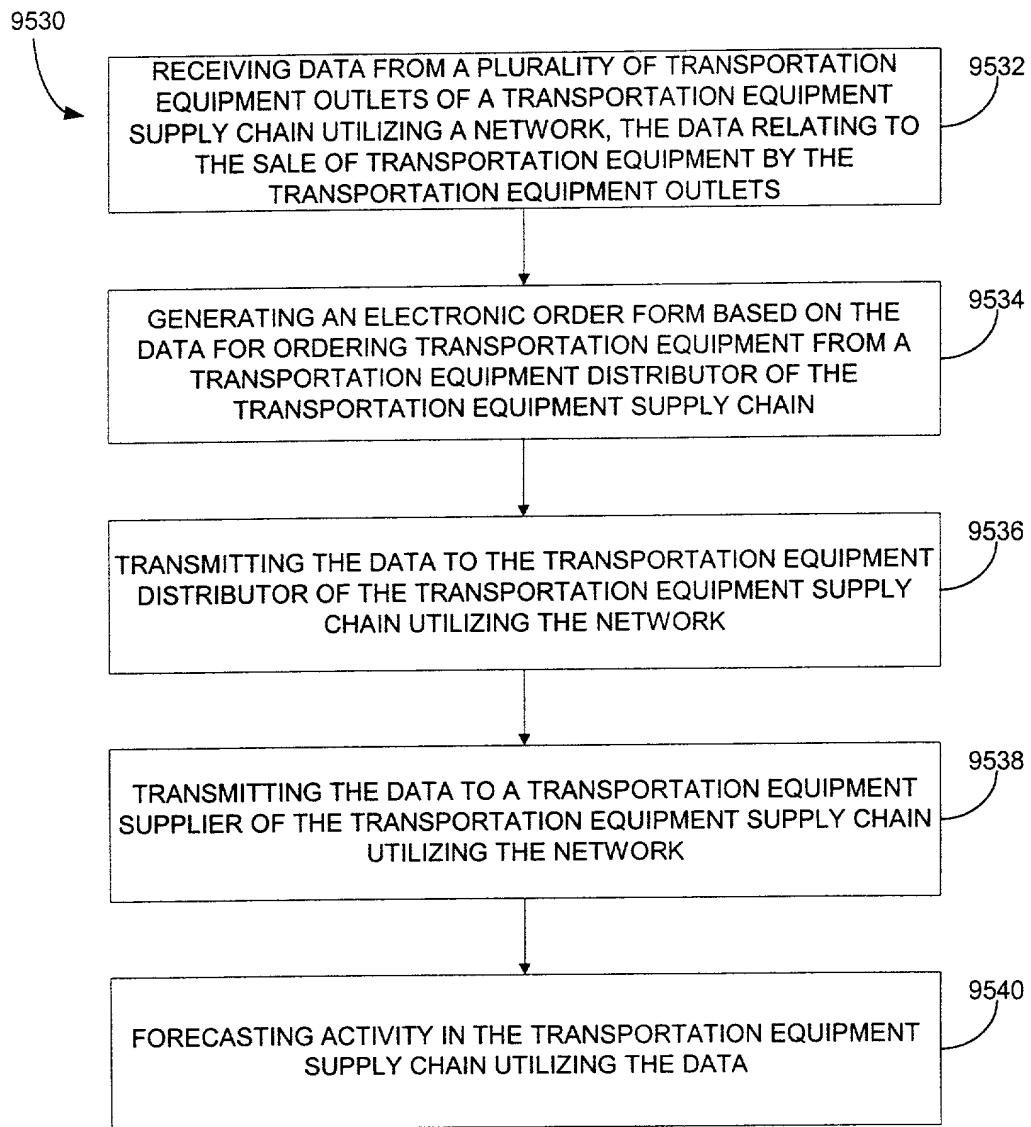 9530
RECEIVING DATA FROM A PLURALITY OF TRANSPORTATION
EQUIPMENT OUTLETS OF A TRANSPORTATION EQUIPMENT
SUPPLY CHAIN UTILIZING A NETWORK, THE DATA RELATING TO
THE SALE OF TRANSPORTATION EQUIPMENT BY THE
TRANSPORTATION EQUIPMENT OUTLETS
9532
GENERATING AN ELECTRONIC ORDER FORM BASED ON THE
DATA FOR ORDERING TRANSPORTATION EQUIPMENT FROM A
TRANSPORTATION EQUIPMENT DISTRIBUTOR OF THE
TRANSPORTATION EQUIPMENT SUPPLY CHAIN
9534
TRANSMITTING THE DATA TO THE TRANSPORTATION EQUIPMENT
DISTRIBUTOR OF THE TRANSPORTATION EQUIPMENT SUPPLY
CHAIN UTILIZING THE NETWORK
9536
TRANSMITTING THE DATA TO A TRANSPORTATION EQUIPMENT
SUPPLIER OF THE TRANSPORTATION EQUIPMENT SUPPLY CHAIN
UTILIZING THE NETWORK
9538
FORECASTING ACTIVITY IN THE TRANSPORTATION EQUIPMENT
SUPPLY CHAIN UTILIZING THE DATA
9540